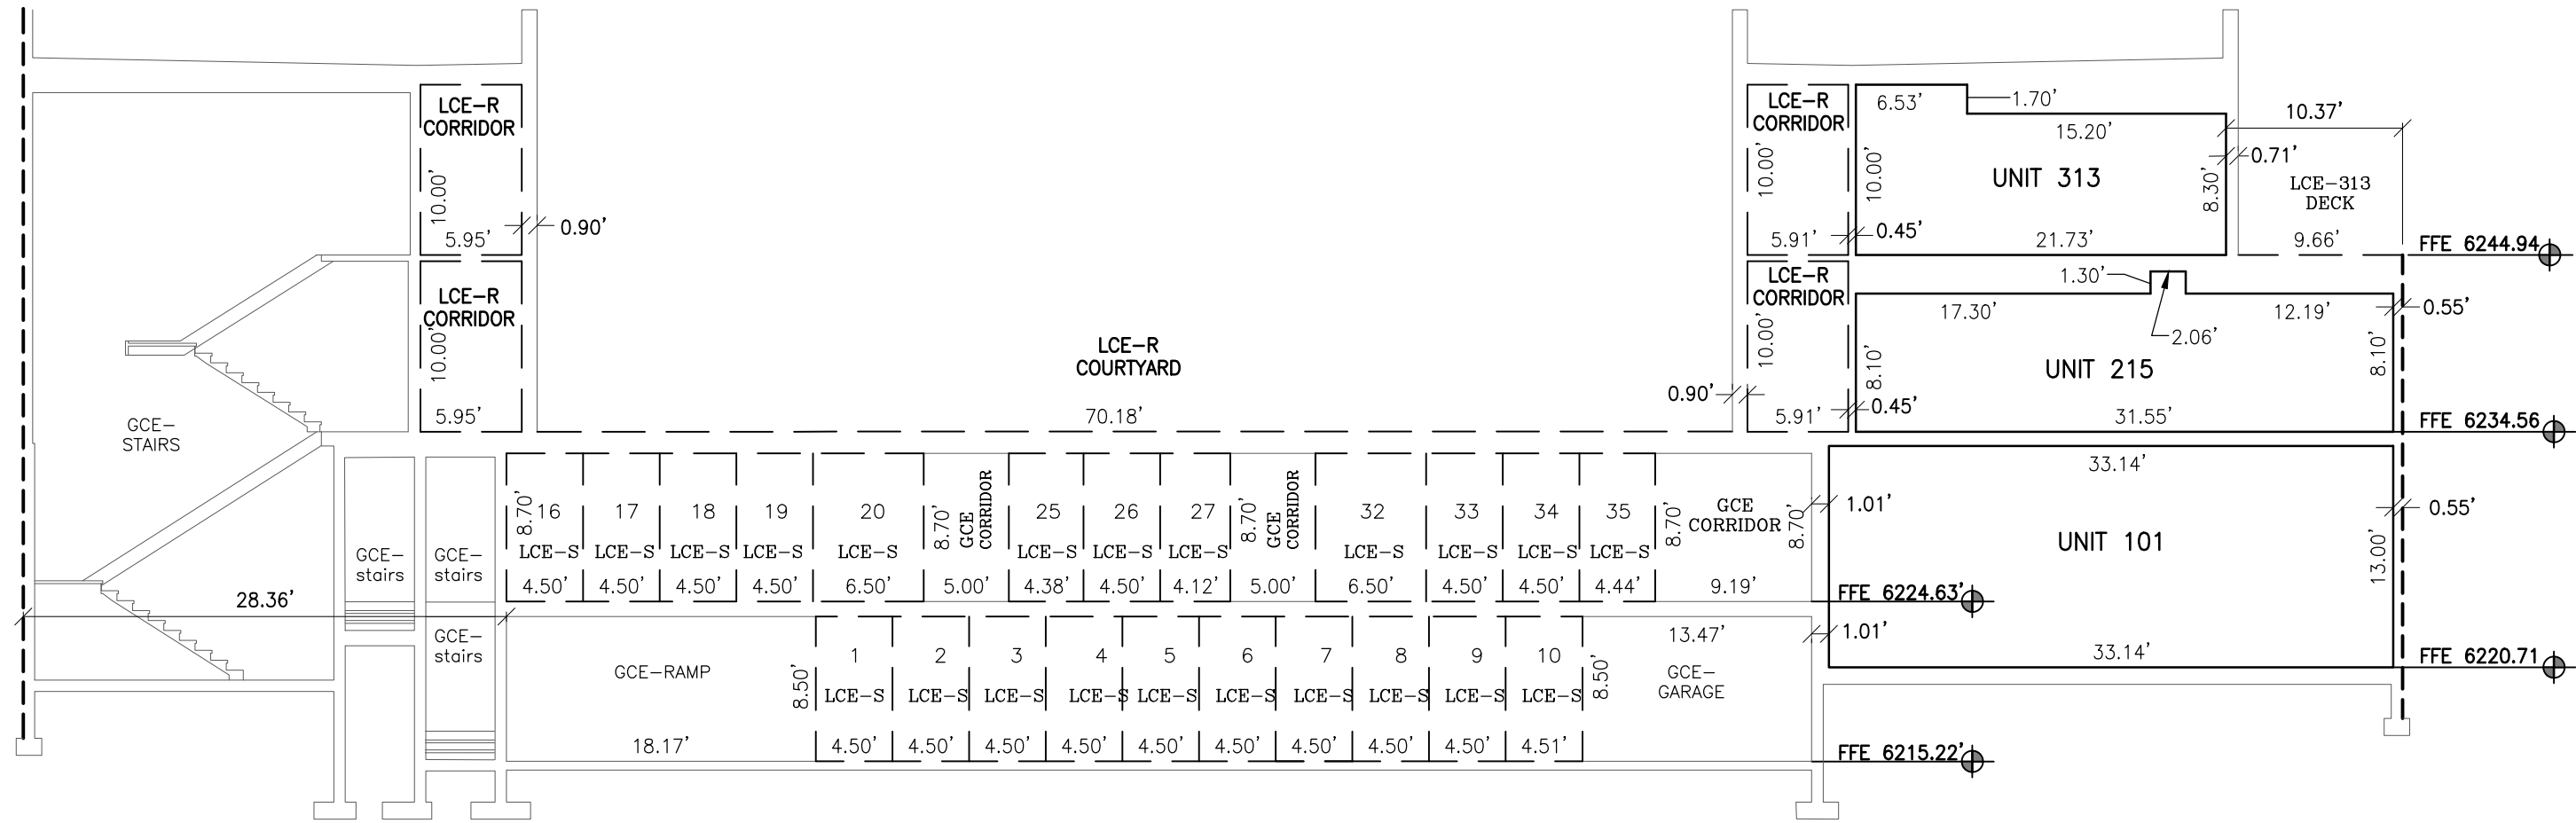 LCE-R
CORRIDOR
10.00'
5.95'
0.90'
LCE-R
CORRIDOR
10.00'
5.95'
GCE-
STAIRS
LCE-R
COURTYARD
70.18'
LCE-R
CORRIDOR
10.00'
5.91'
0.45'
6.53'
1.70'
15.20'
10.00'
UNIT 313
8.30'
21.73'
10.37'
0.71'
LCE-313
DECK
9.66'
FFE 6244.94
LCE-R
CORRIDOR
10.00'
0.90'
5.91'
0.45'
1.30'
17.30'
2.06'
12.19'
0.55'
8.10'
UNIT 215
8.10'
31.55'
FFE 6234.56
GCE-
stairs
GCE-
stairs
GCE-
stairs
28.36'
8.70'
16
LCE-S
4.50'
17
LCE-S
4.50'
18
LCE-S
4.50'
19
LCE-S
4.50'
20
LCE-S
6.50'
8.70'
GCE
CORRIDOR
5.00'
25
LCE-S
4.38'
26
LCE-S
4.50'
27
LCE-S
4.12'
8.70'
GCE
CORRIDOR
5.00'
32
LCE-S
6.50'
33
LCE-S
4.50'
34
LCE-S
4.50'
35
LCE-S
4.44'
8.70'
GCE
CORRIDOR
8.70'
9.19'
1.01'
33.14'
UNIT 101
13.00'
0.55'
33.14'
FFE 6224.63'
1.01'
FFE 6220.71
GCE-RAMP
18.17'
8.50'
1
LCE-S
4.50'
2
LCE-S
4.50'
3
LCE-S
4.50'
4
LCE-S
4.50'
5
LCE-S
4.50'
6
LCE-S
4.50'
7
LCE-S
4.50'
8
LCE-S
4.50'
9
LCE-S
4.50'
10
LCE-S
4.51'
8.50'
13.47'
GCE-
GARAGE
FFE 6215.22'